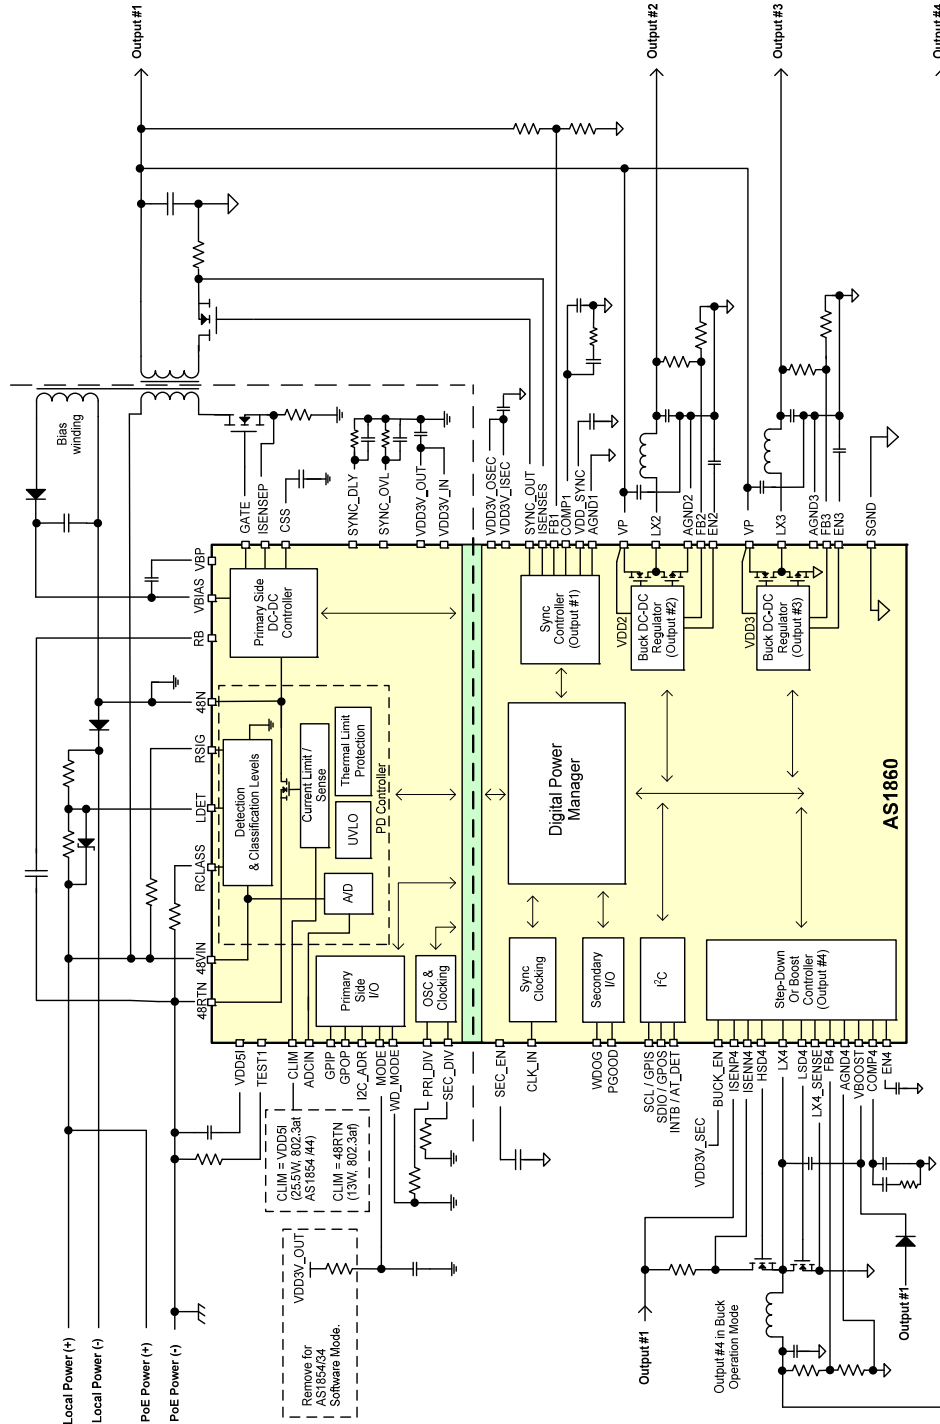 Output #1
Output #2
Output #3
Output #4
Bias
winding
GATE
ISENSEP
CSS
SYNC_DLY
SYNC_OVL
VDD3V_OUT
VDD3V_IN
VDD3V_OSEC
VDD3V_ISEC
SYNC_OUT
ISENSES
FB1
COMP1
VDD_SYNC
AGND1
VP
LX2
AGND2
FB2
EN2
VP
LX3
AGND3
FB3
EN3
SGND
VBP
VBIAS
RB
48N
RSIG
LDET
RCLASS
48VIN
48RTN
Primary Side
DC-DC
Controller
Sync
Controller
(Output #1)
VDD2
Buck DC-DC
Regulator
(Output #2)
VDD3
Buck DC-DC
Regulator
(Output #3)
Detection
& Classification Levels
Current Limit /
Sense
Thermal Limit
Protection
UVLO
PD Controller
A/D
Digital Power
Manager
AS1860
Primary
Side
I/O
OSC &
Clocking
Sync
Clocking
Secondary
I/O
I2C
Step-Down
Or Boost
Controller
(Output #4)
VDD5I
TEST1
CLIM
ADCIN
GPIP
GPOP
I2C_ADR
MODE
WD_MODE
PRI_DIV
SEC_DIV
SEC_EN
CLK_IN
WDOG
PGOOD
SCL / GPIS
SDIO / GPOS
INTB / AT_DET
BUCK_EN
ISENP4
ISENN4
HSD4
LX4
LSD4
LX4_SENSE
FB4
AGND4
VBOOST
COMP4
EN4
CLIM = VDD5I
(25.5W, 802.3at
AS1854 /44)
CLIM = 48RTN
(13W, 802.3af)
VDD3V_SEC
VDD3V_OUT
Remove for
AS1854/34
Software Mode.
Output #1
Output #4 in Buck
Operation Mode
Output #1
Local Power (+)
Local Power (-)
PoE Power (+)
PoE Power (-)